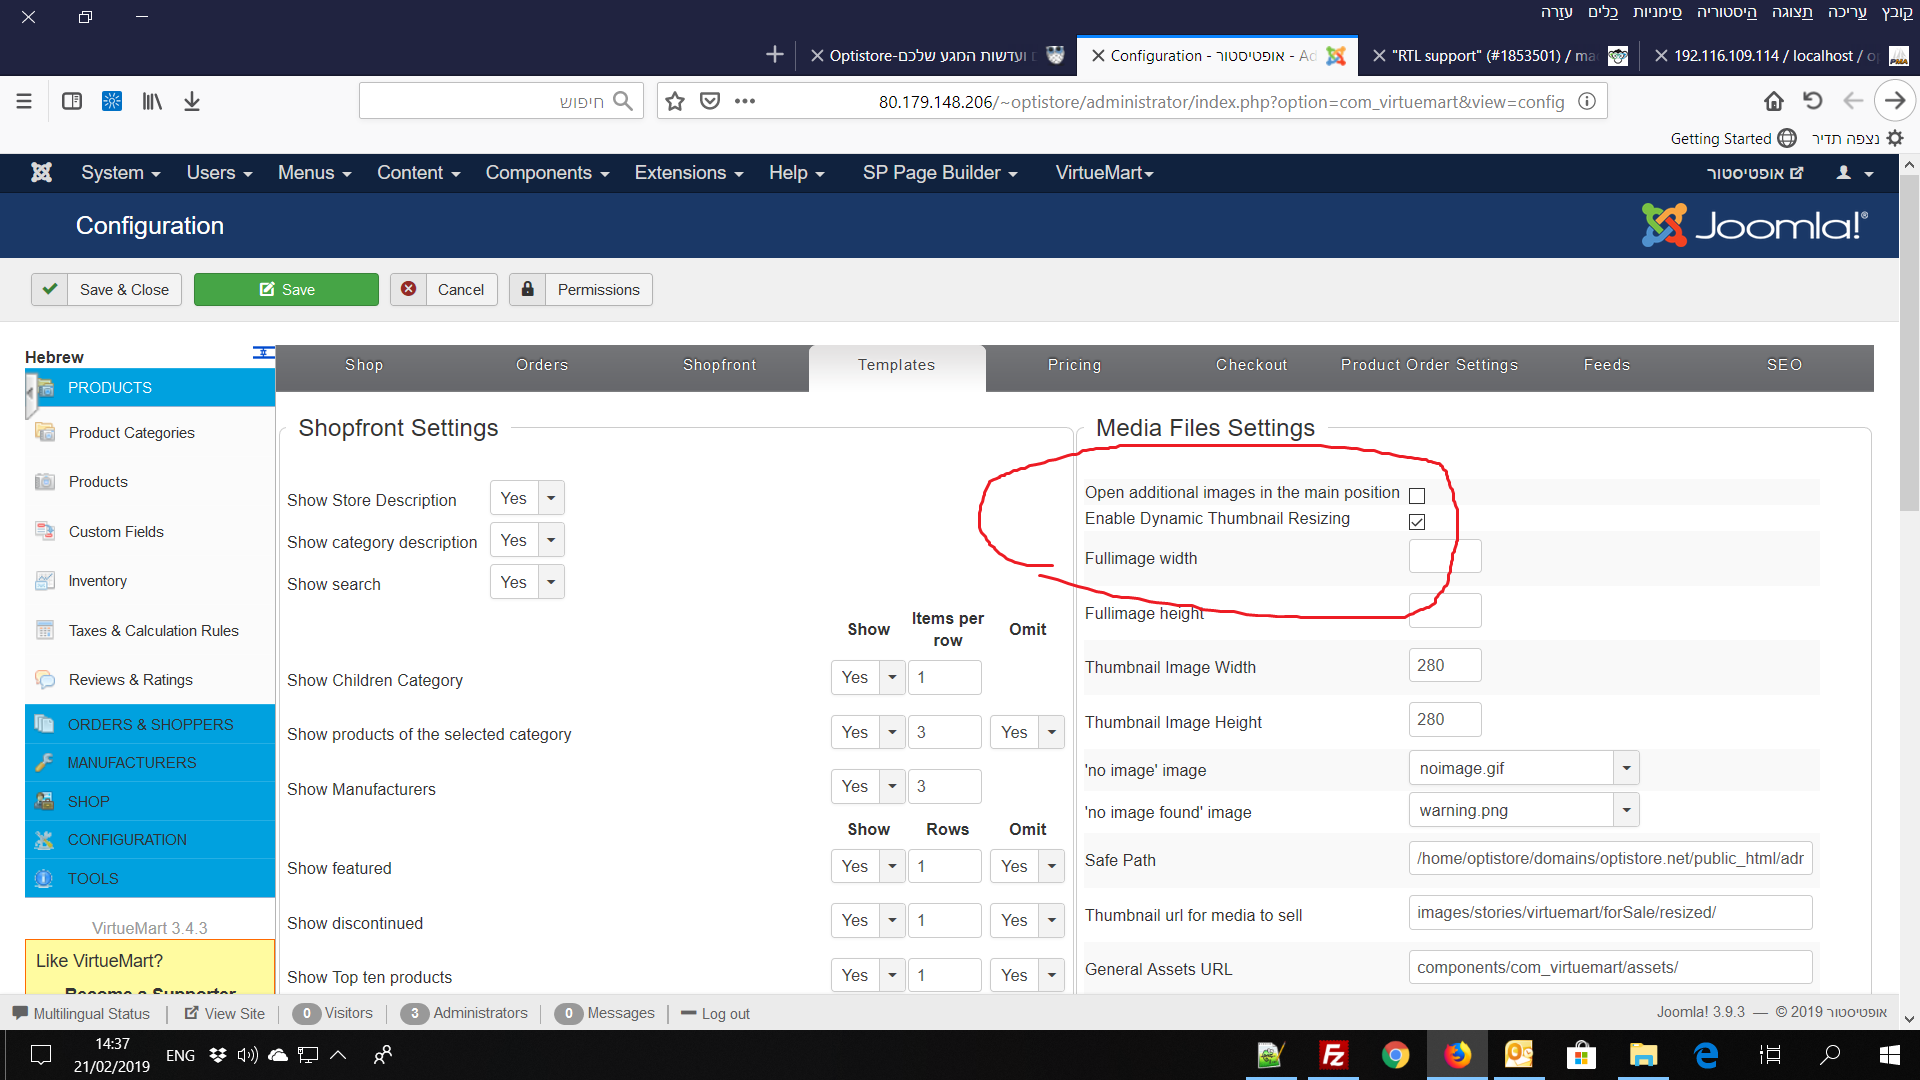 קובץ עריכה תצוגה היסטוריה סימניות כלים עזרה
Optistore-ועדשות המגע שלכם
Configuration - אופטיסטור - Ad
"RTL support" (#1853501) / ma
192.116.109.114 / localhost / o
חיפוש
80.179.148.206/~optistore/administrator/index.php?option=com_virtuemart&view=config
Getting Started
נצפה תדיר
System Users Menus Content Components Extensions Help SP Page Builder VirtueMart
אופטיסטור
Configuration
Joomla!®
Save & Close
Save
Cancel
Permissions
Hebrew
Shop Orders Shopfront Templates Pricing Checkout Product Order Settings Feeds SEO
PRODUCTS
Product Categories
Products
Custom Fields
Inventory
Taxes & Calculation Rules
Reviews & Ratings
ORDERS & SHOPPERS
MANUFACTURERS
SHOP
CONFIGURATION
TOOLS
VirtueMart 3.4.3
Like VirtueMart?
Become a Supporter
Shopfront Settings
Show Store Description Yes
Show category description Yes
Show search Yes
Show Items per row Omit
Show Children Category Yes 1
Show products of the selected category Yes 3 Yes
Show Manufacturers Yes 3
Show Rows Omit
Show featured Yes 1 Yes
Show discontinued Yes 1 Yes
Show Top ten products Yes 1 Yes
Media Files Settings
Open additional images in the main position
Enable Dynamic Thumbnail Resizing
Fullimage width
Fullimage height
Thumbnail Image Width 280
Thumbnail Image Height 280
'no image' image noimage.gif
'no image found' image warning.png
Safe Path /home/optistore/domains/optistore.net/public_html/adr
Thumbnail url for media to sell images/stories/virtuemart/forSale/resized/
General Assets URL components/com_virtuemart/assets/
Multilingual Status View Site 0 Visitors 3 Administrators 0 Messages Log out
Joomla! 3.9.3 — © 2019 אופטיסטור
14:37
21/02/2019
ENG